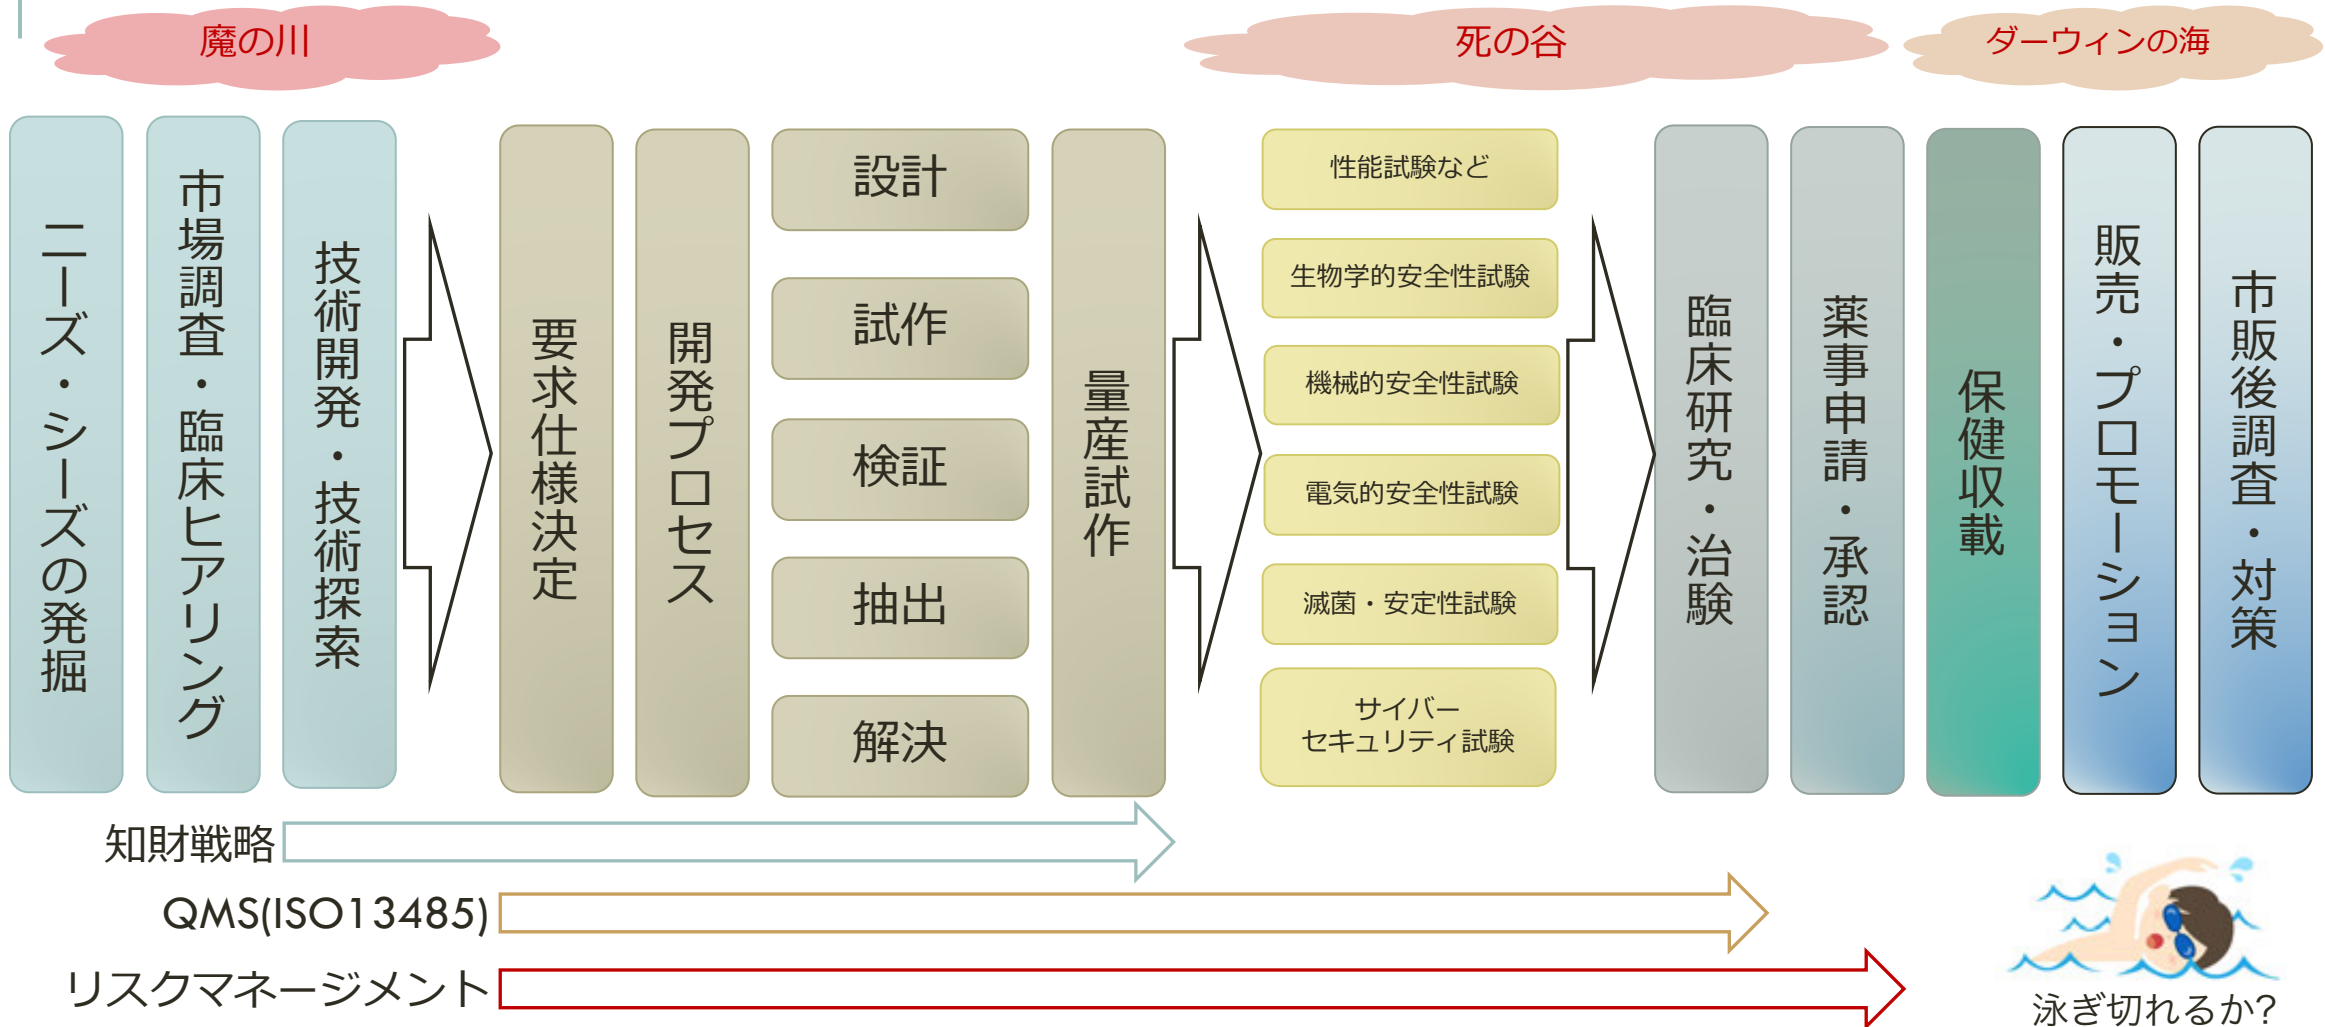 魔の川
死の谷
ダーウィンの海
ニーズ・シーズの発掘
市場調査・臨床ヒアリング
技術開発・技術探索
要求仕様決定
開発プロセス
設計
試作
検証
抽出
解決
量産試作
性能試験など
生物学的安全性試験
機械的安全性試験
電気的安全性試験
滅菌・安定性試験
サイバー
セキュリティ試験
臨床研究・治験
薬事申請・承認
保健収載
販売・プロモーション
市販後調査・対策
知財戦略
QMS(ISO13485)
リスクマネージメント
泳ぎ切れるか?